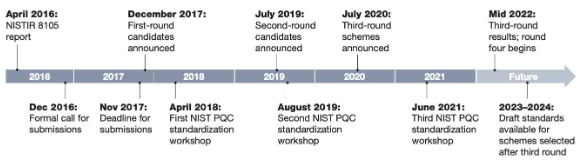 April 2016:
NISTIR 8105
report
December 2017:
First-round
candidates
announced
July 2019:
Second-round
candidates
announced
July 2020:
Third-round
schemes
announced
Mid 2022:
Third-round
results; round
four begins
2016 2017 2018 2019 2020 2021 Future
Dec 2016:
Formal call for
submissions
Nov 2017:
Deadline for
submissions
April 2018:
First NIST PQC
standardization
workshop
August 2019:
Second NIST PQC
standardization
workshop
June 2021:
Third NIST PQC
standardization
workshop
2023–2024:
Draft standards
available for
schemes selected
after third round